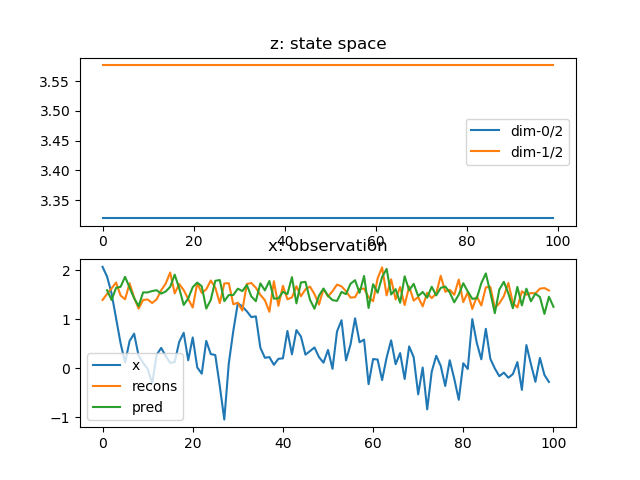 z: state space
3.55
3.50
3.45
3.40
3.35
dim-0/2
dim-1/2
0 20 40 60 80 100
x: observation
2
1
0
−1
x
recons
pred
0 20 40 60 80 100